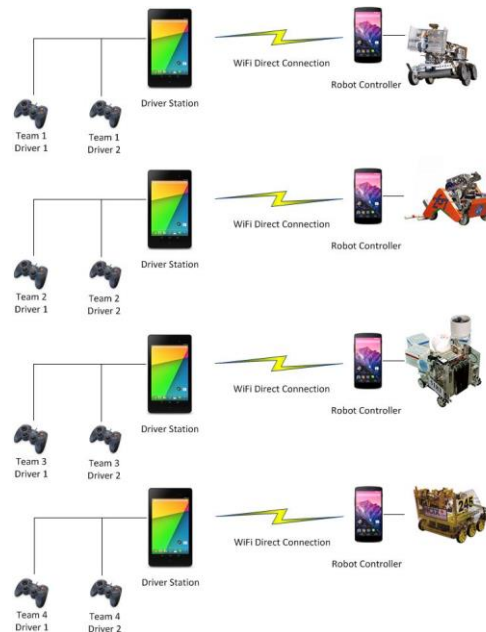 WiFi Direct Connection
Driver Station
Robot Controller
Team 1
Driver 1
Team 1
Driver 2
WiFi Direct Connection
Driver Station
Robot Controller
Team 2
Driver 1
Team 2
Driver 2
WiFi Direct Connection
Driver Station
Robot Controller
Team 3
Driver 1
Team 3
Driver 2
WiFi Direct Connection
Driver Station
Robot Controller
Team 4
Driver 1
Team 4
Driver 2